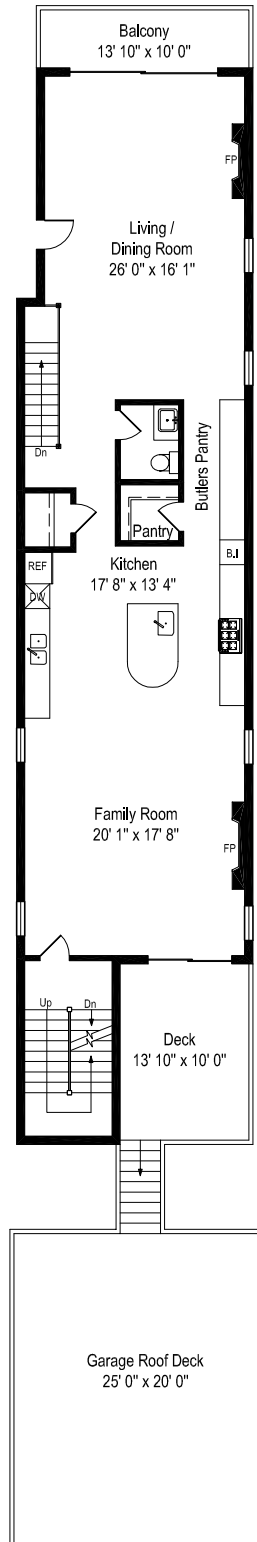 Balcony
13' 10" x 10' 0"
FP
Living /
Dining Room
26' 0" x 16' 1"
Dn
Butlers Pantry
Pantry
Kitchen
17' 8" x 13' 4"
REF
B.I
DW
Family Room
20' 1" x 17' 8"
FP
Up
Dn
Deck
13' 10" x 10' 0"
Garage Roof Deck
25' 0" x 20' 0"